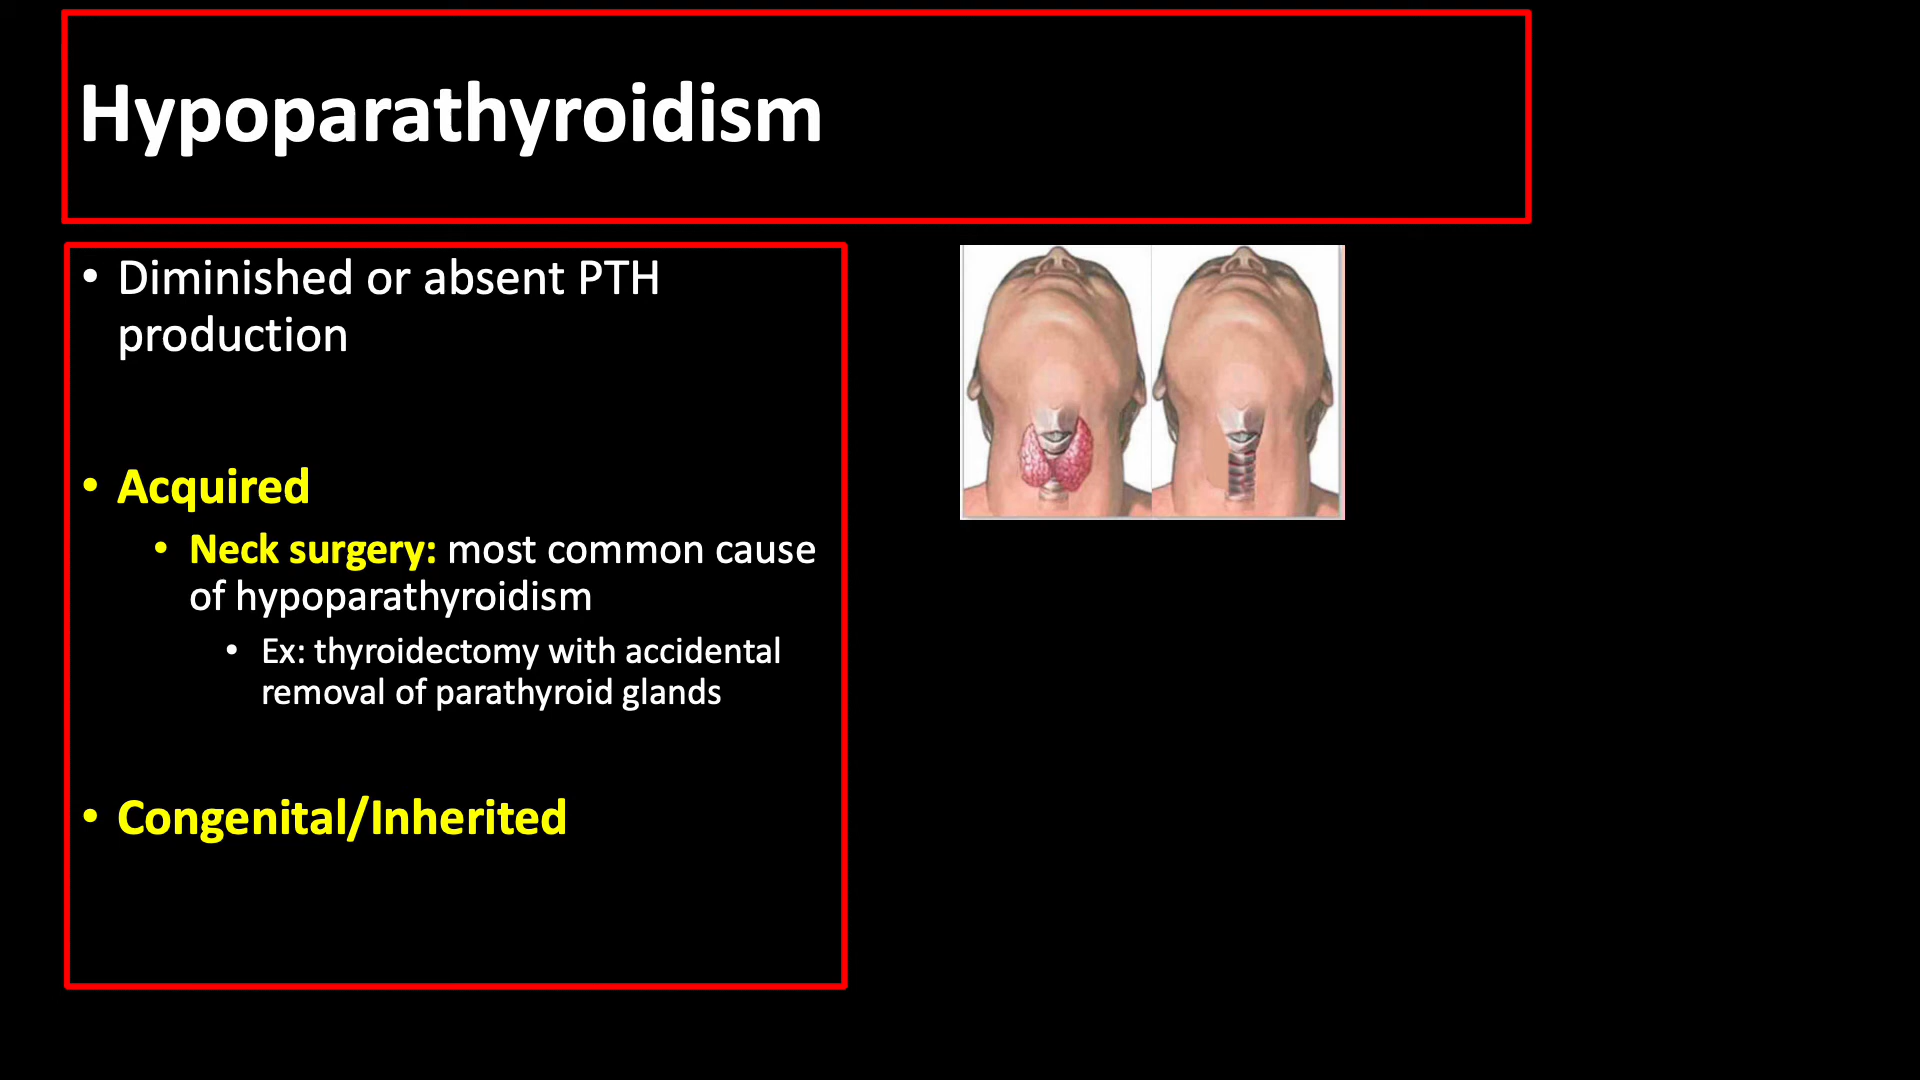 Hypoparathyroidism
• Diminished or absent PTH
production
• Acquired
• Neck surgery: most common cause
of hypoparathyroidism
• Ex: thyroidectomy with accidental
removal of parathyroid glands
• Congenital/Inherited